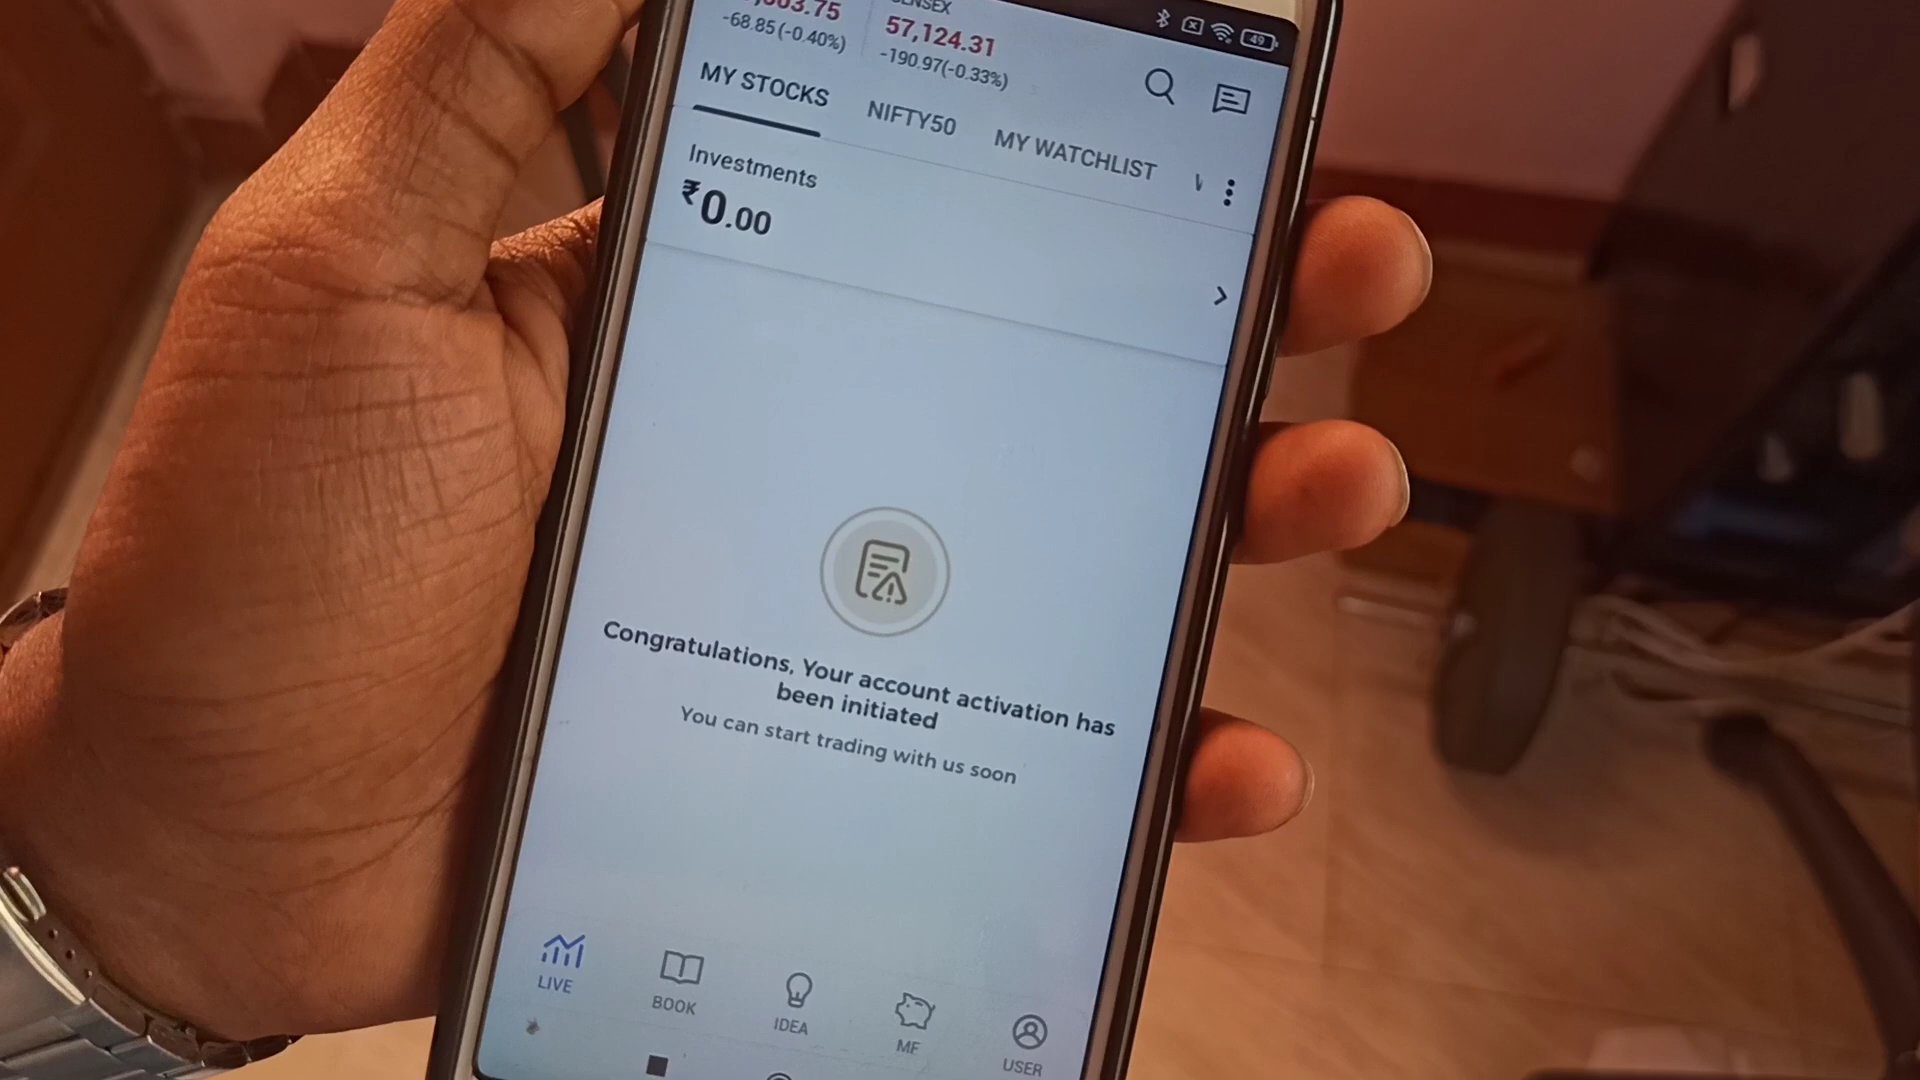 SENSEX
57,124.31
-68.85(-0.40%)
-190.97(-0.33%)
49
MY STOCKS
NIFTY50
MY WATCHLIST
Investments
₹0.00
Congratulations, Your account activation has
been initiated
You can start trading with us soon
LIVE
BOOK
IDEA
MF
USER